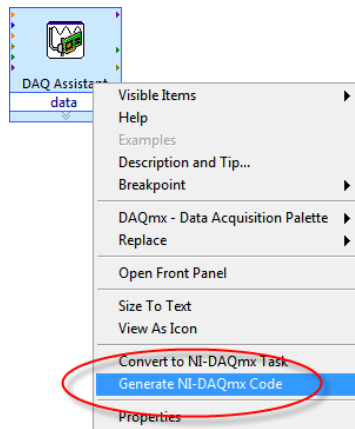 DAQ Assistant
data
Visible Items
Help
Examples
Description and Tip...
Breakpoint
DAQmx - Data Acquisition Palette
Replace
Open Front Panel
Size To Text
View As Icon
Convert to NI-DAQmx Task
Generate NI-DAQmx Code
Properties